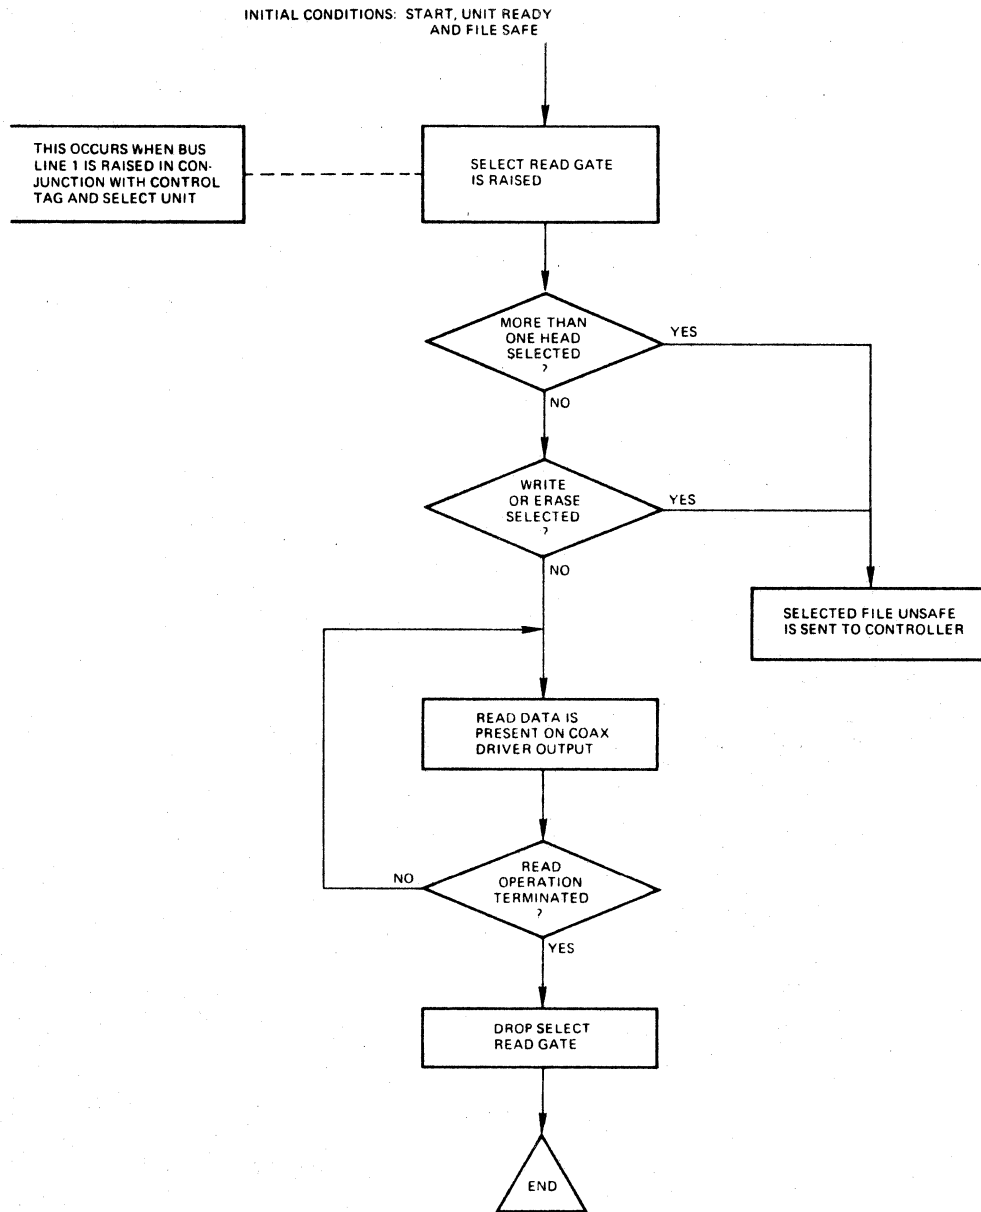 INITIAL CONDITIONS: START, UNIT READY
AND FILE SAFE
THIS OCCURS WHEN BUS
LINE 1 IS RAISED IN CON-
JUNCTION WITH CONTROL
TAG AND SELECT UNIT
SELECT READ GATE
IS RAISED
MORE THAN
ONE HEAD
SELECTED
?
YES
NO
WRITE
OR ERASE
SELECTED
?
YES
NO
SELECTED FILE UNSAFE
IS SENT TO CONTROLLER
READ DATA IS
PRESENT ON COAX
DRIVER OUTPUT
READ
OPERATION
TERMINATED
?
NO
YES
DROP SELECT
READ GATE
END